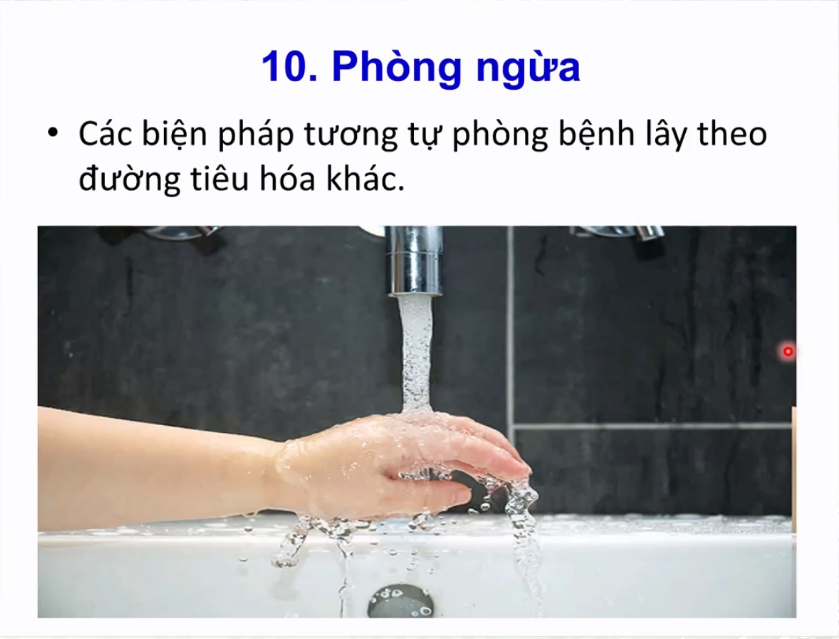 10. Phòng ngừa
• Các biện pháp tương tự phòng bệnh lây theo
đường tiêu hóa khác.